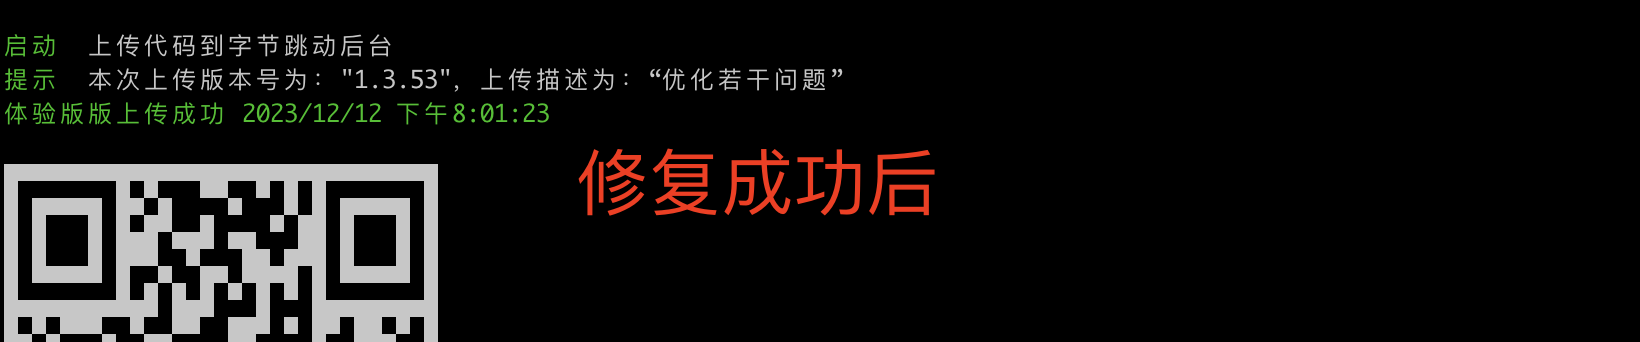 启动 上传代码到字节跳动后台
提示 本次上传版本号为："1.3.53"，上传描述为：“优化若干问题”
体验版版上传成功 2023/12/12 下午8:01:23
修复成功后